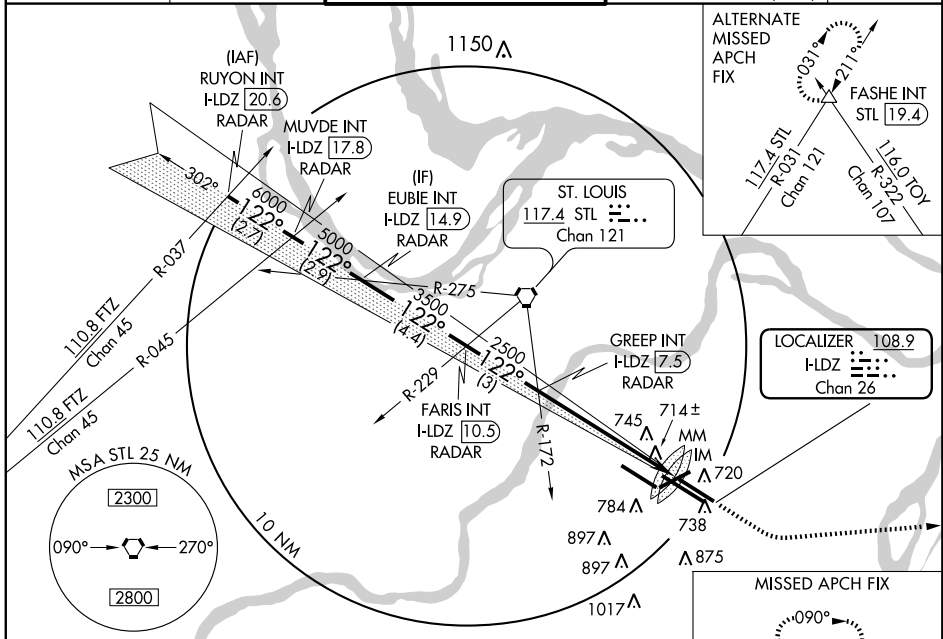 1150
(IAF)
RUYON INT
I-LDZ 20.6
RADAR
MUVDE INT
I-LDZ 17.8
RADAR
(IF)
EUBIE INT
I-LDZ 14.9
RADAR
ST. LOUIS
117.4 STL
Chan 121
ALTERNATE
MISSED
APCH
FIX
031°
211°
FASHE INT
STL 19.4
117.4 STL
R-031
Chan 121
116.0 TOY
R-322
Chan 107
302°
6000
122°
(2.7)
5000
122°
(2.9)
3500
122°
(4.4)
2500
122°
(3)
R-037
110.8 FTZ
Chan 45
R-045
110.8 FTZ
Chan 45
R-275
R-229
R-172
FARIS INT
I-LDZ 10.5
RADAR
GREEP INT
I-LDZ 7.5
RADAR
LOCALIZER 108.9
I-LDZ
Chan 26
745
714±
MM
IM
720
784
738
897
897
875
1017
10 NM
MSA STL 25 NM
2300
090°
270°
2800
MISSED APCH FIX
090°